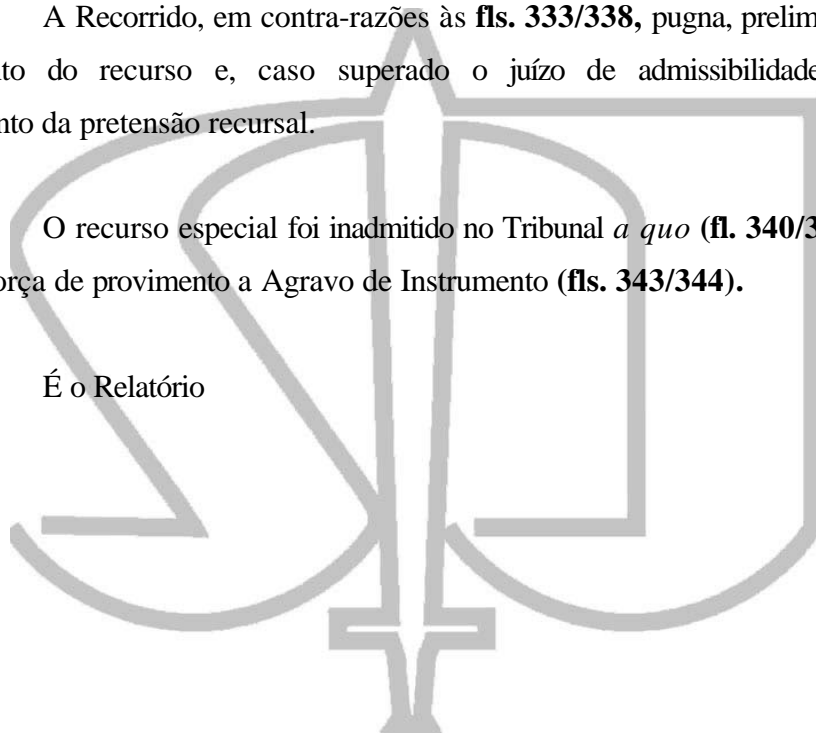 A Recorrido, em contra-razões às fls. 333/338, pugna, prelim
nto do recurso e, caso superado o juízo de admissibilidade
nto da pretensão recursal.
O recurso especial foi inadmitido no Tribunal a quo (fl. 340/3
orça de provimento a Agravo de Instrumento (fls. 343/344).
É o Relatório